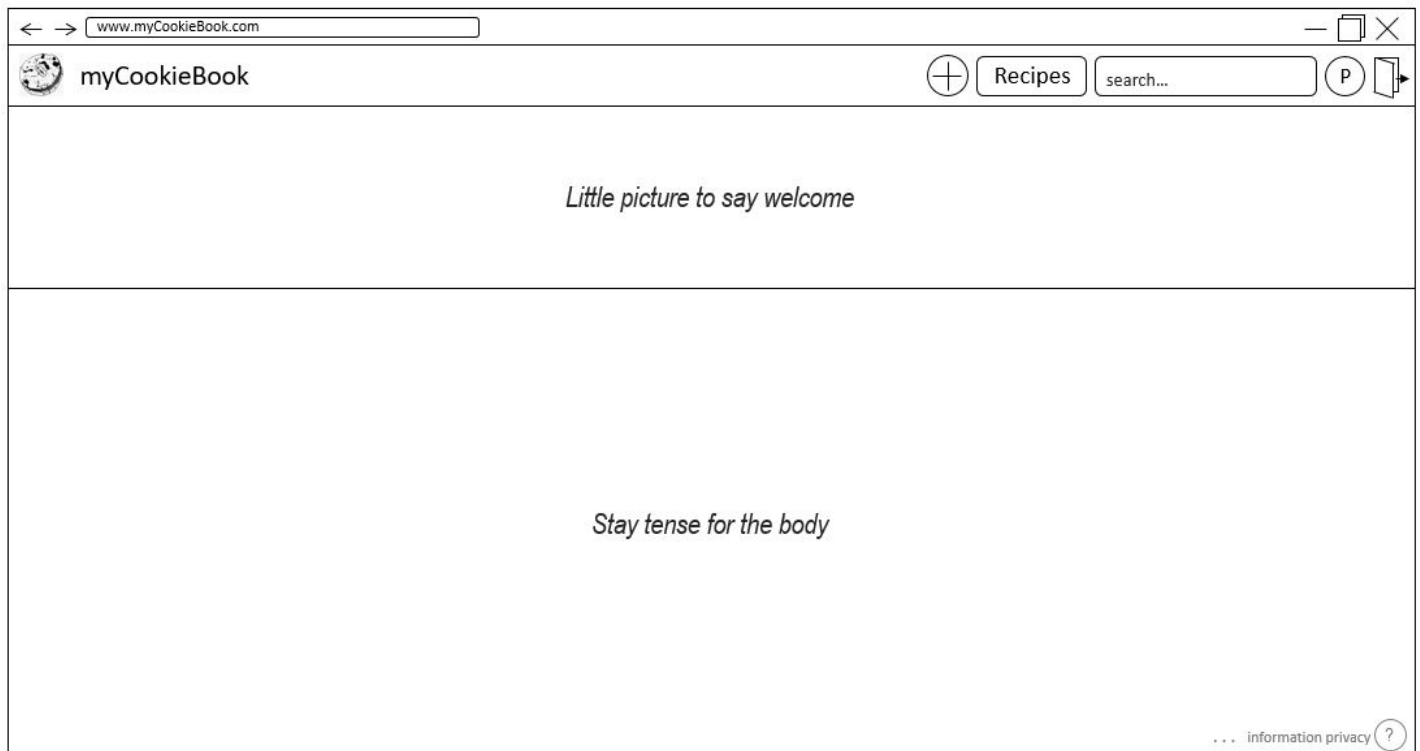 www.myCookieBook.com
myCookieBook
Recipes
search...
P
Little picture to say welcome
Stay tense for the body
... information privacy ?